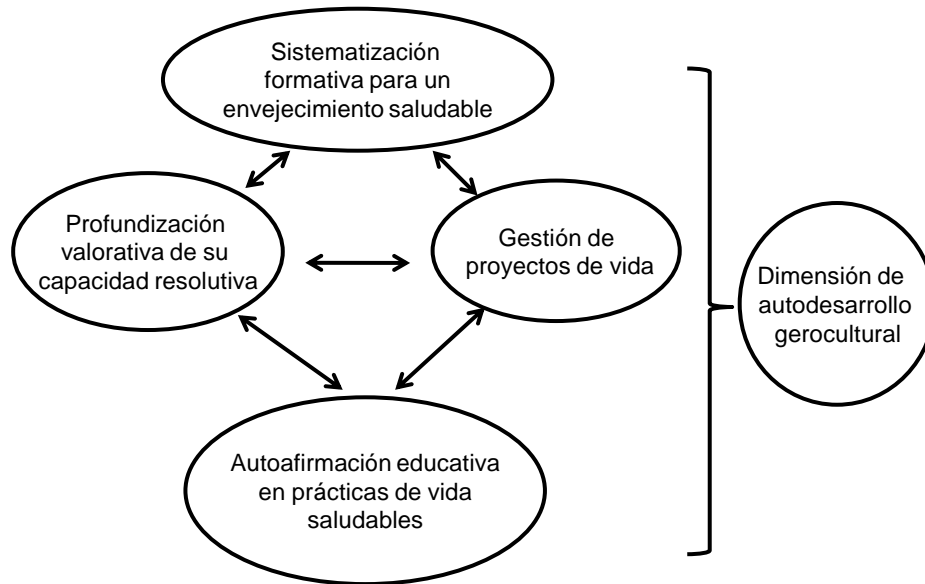 Sistematización
formativa para un
envejecimiento saludable
Profundización
valorativa de su
capacidad resolutiva
Gestión de
proyectos de vida
Dimensión de
autodesarrollo
gerocultural
Autoafirmación educativa
en prácticas de vida
saludables